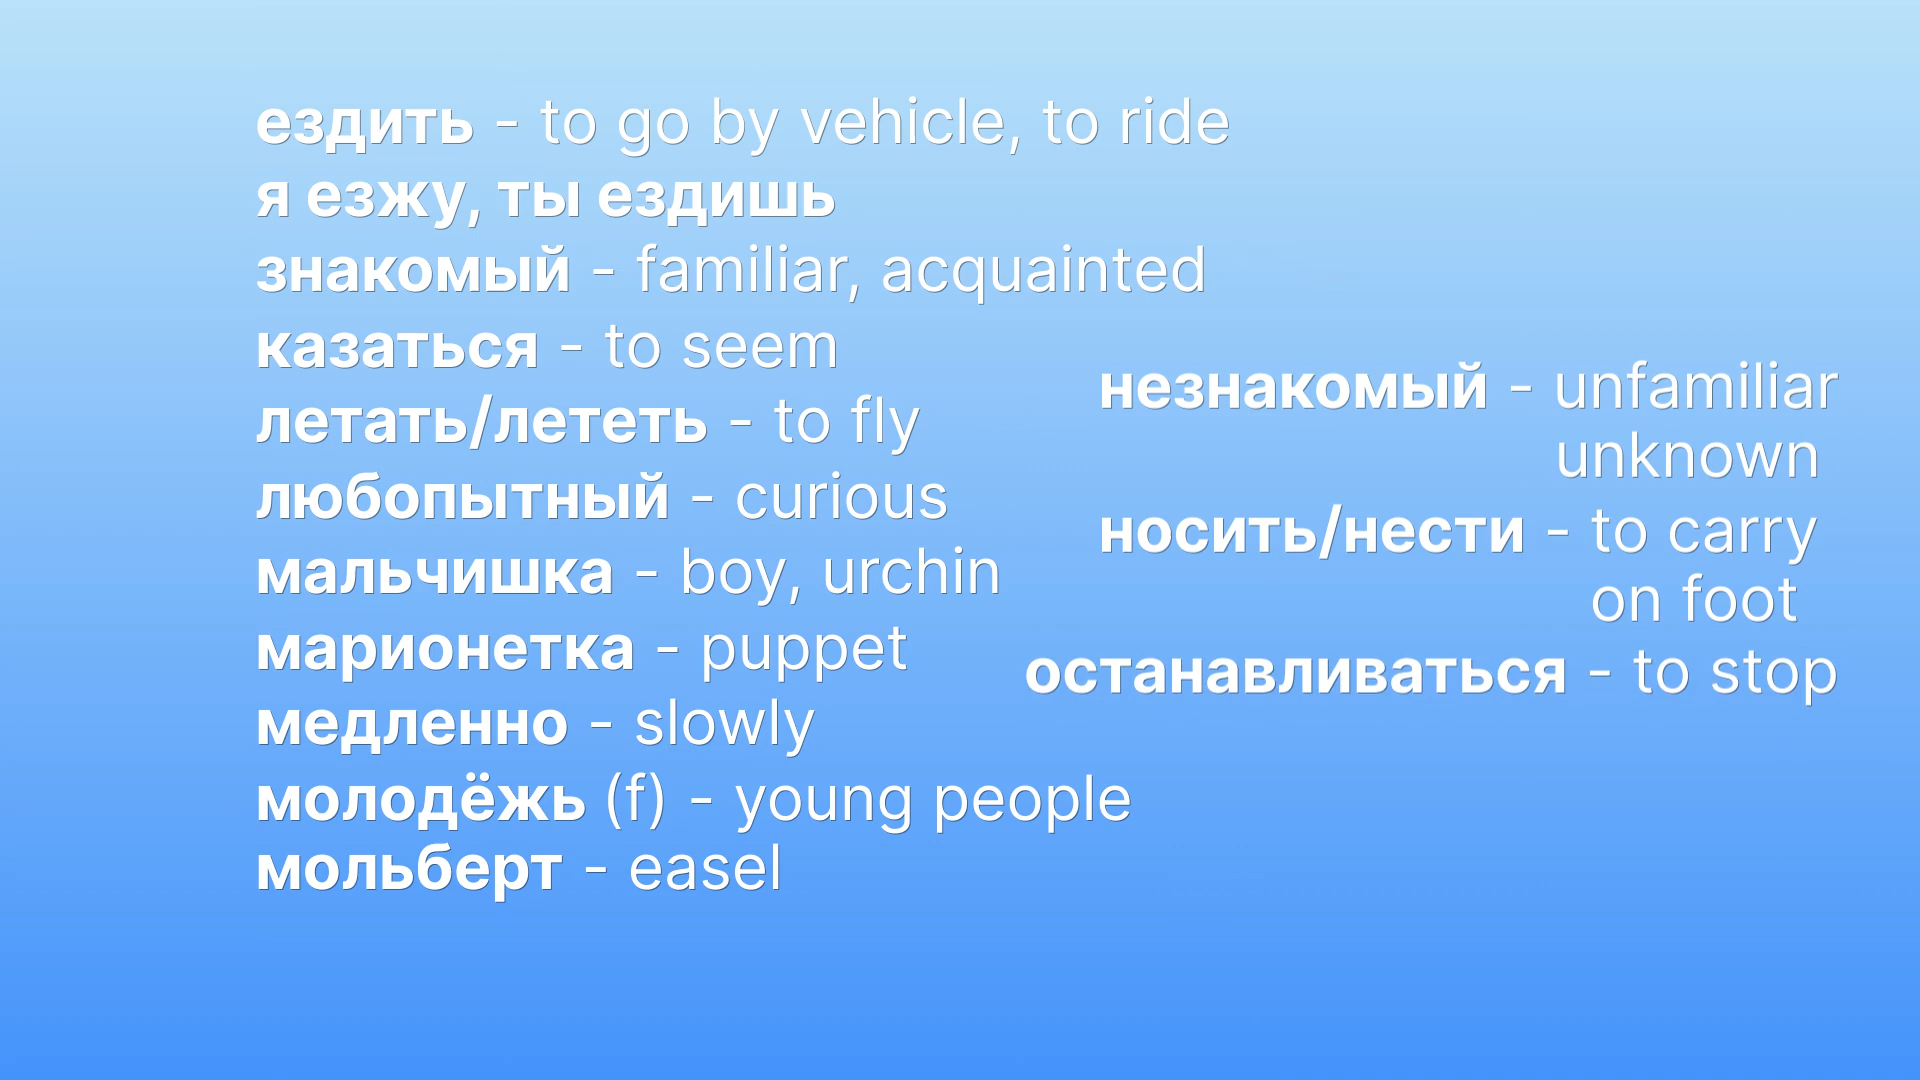 ездить - to go by vehicle, to ride
я езжу, ты ездишь
знакомый - familiar, acquainted
казаться - to seem
летать/лететь - to fly
любопытный - curious
мальчишка - boy, urchin
марионетка - puppet
медленно - slowly
молодёжь (f) - young people
мольберт - easel
незнакомый - unfamiliar
unknown
носить/нести - to carry
on foot
останавливаться - to stop